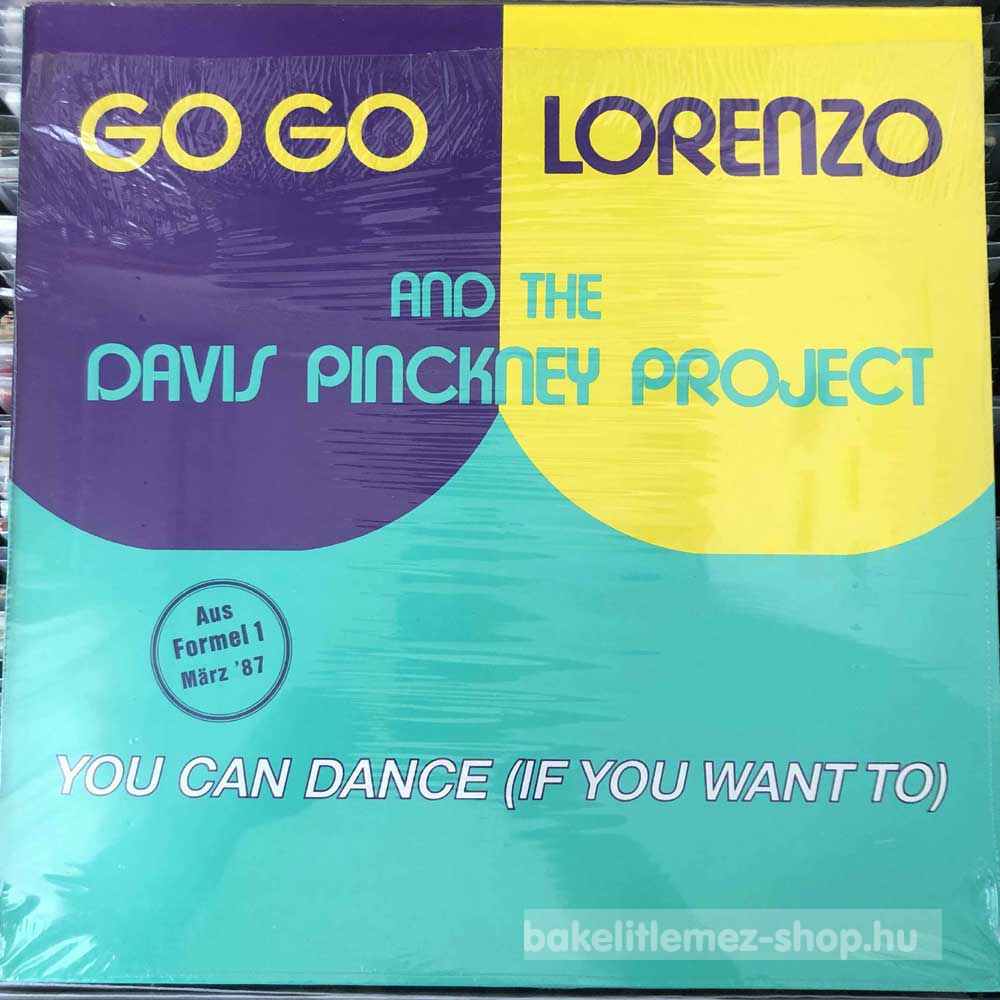 GO GO LORENZO
AND THE
DAVIS PINCKNEY PROJECT
Aus
Formel 1
März '87
YOU CAN DANCE (IF YOU WANT TO)
bakelitlemez-shop.hu